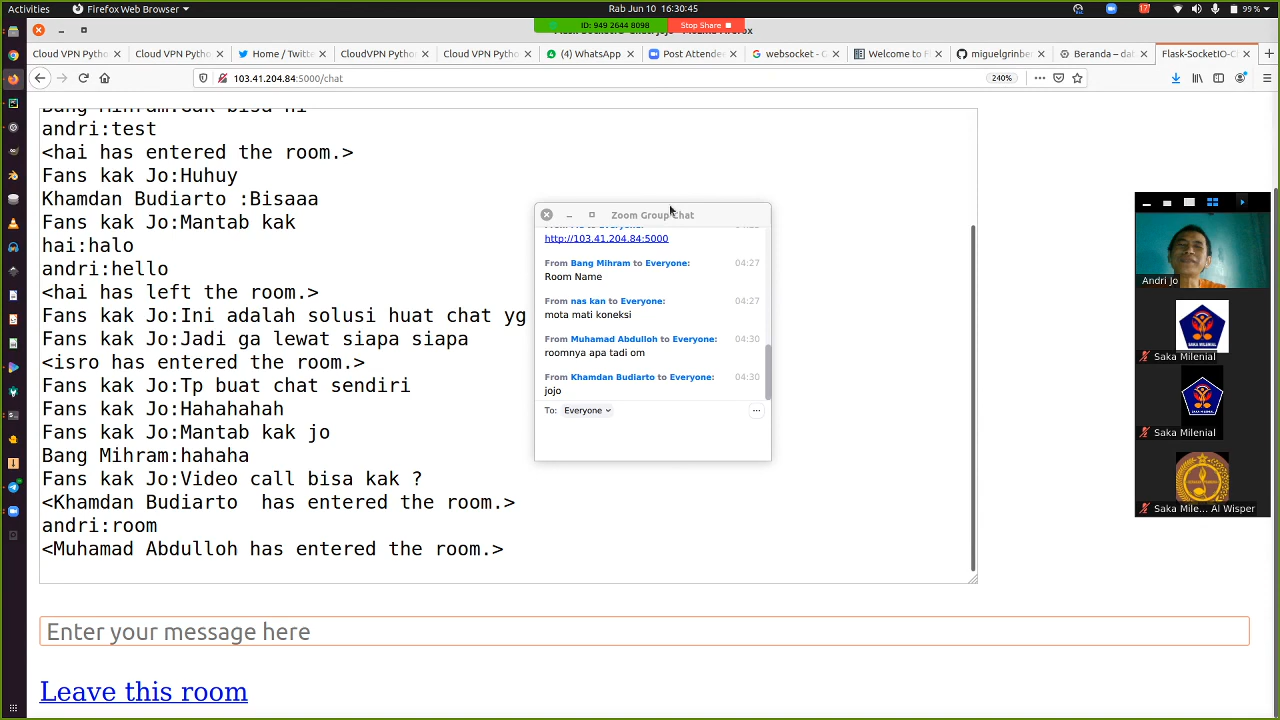 Activities
Firefox Web Browser
Rab Jun 10 16:30:45
17
99 %
ID: 949 2644 8098
Stop Share
Cloud VPN Pytho
Cloud VPN Pytho
Home / Twitte
CloudVPN Pytho
Cloud VPN Pytho
(4) WhatsApp
Post Attende
websocket - G
Welcome to Fl
miguelgrinber
Beranda – da
Flask-SocketIO-Ch
103.41.204.84:5000/chat
240%
andri:test
<hai has entered the room.>
Fans kak Jo:Huhuy
Khamdan Budiarto :Bisaaa
Fans kak Jo:Mantab kak
hai:halo
andri:hello
<hai has left the room.>
Fans kak Jo:Ini adalah solusi huat chat yg
Fans kak Jo:Jadi ga lewat siapa siapa
<isro has entered the room.>
Fans kak Jo:Tp buat chat sendiri
Fans kak Jo:Hahahahah
Fans kak Jo:Mantab kak jo
Bang Mihram:hahaha
Fans kak Jo:Video call bisa kak ?
<Khamdan Budiarto  has entered the room.>
andri:room
<Muhamad Abdulloh has entered the room.>
Enter your message here
Leave this room
Zoom Group Chat
http://103.41.204.84:5000
From Bang Mihram to Everyone: 04:27
Room Name
From nas kan to Everyone: 04:27
mota mati koneksi
From Muhamad Abdulloh to Everyone: 04:30
roomnya apa tadi om
From Khamdan Budiarto to Everyone: 04:30
jojo
To: Everyone
Andri Jo
Saka Milenial
Saka Milenial
Saka Mile... Al Wisper